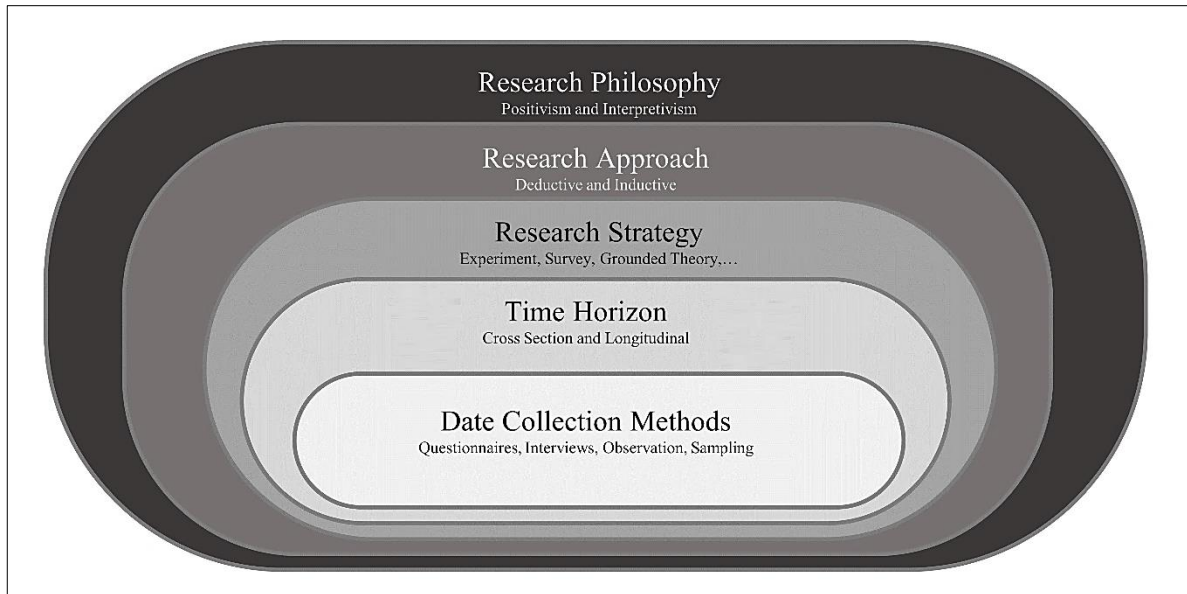 Research Philosophy
Positivism and Interpretivism
Research Approach
Deductive and Inductive
Research Strategy
Experiment, Survey, Grounded Theory,...
Time Horizon
Cross Section and Longitudinal
Date Collection Methods
Questionnaires, Interviews, Observation, Sampling